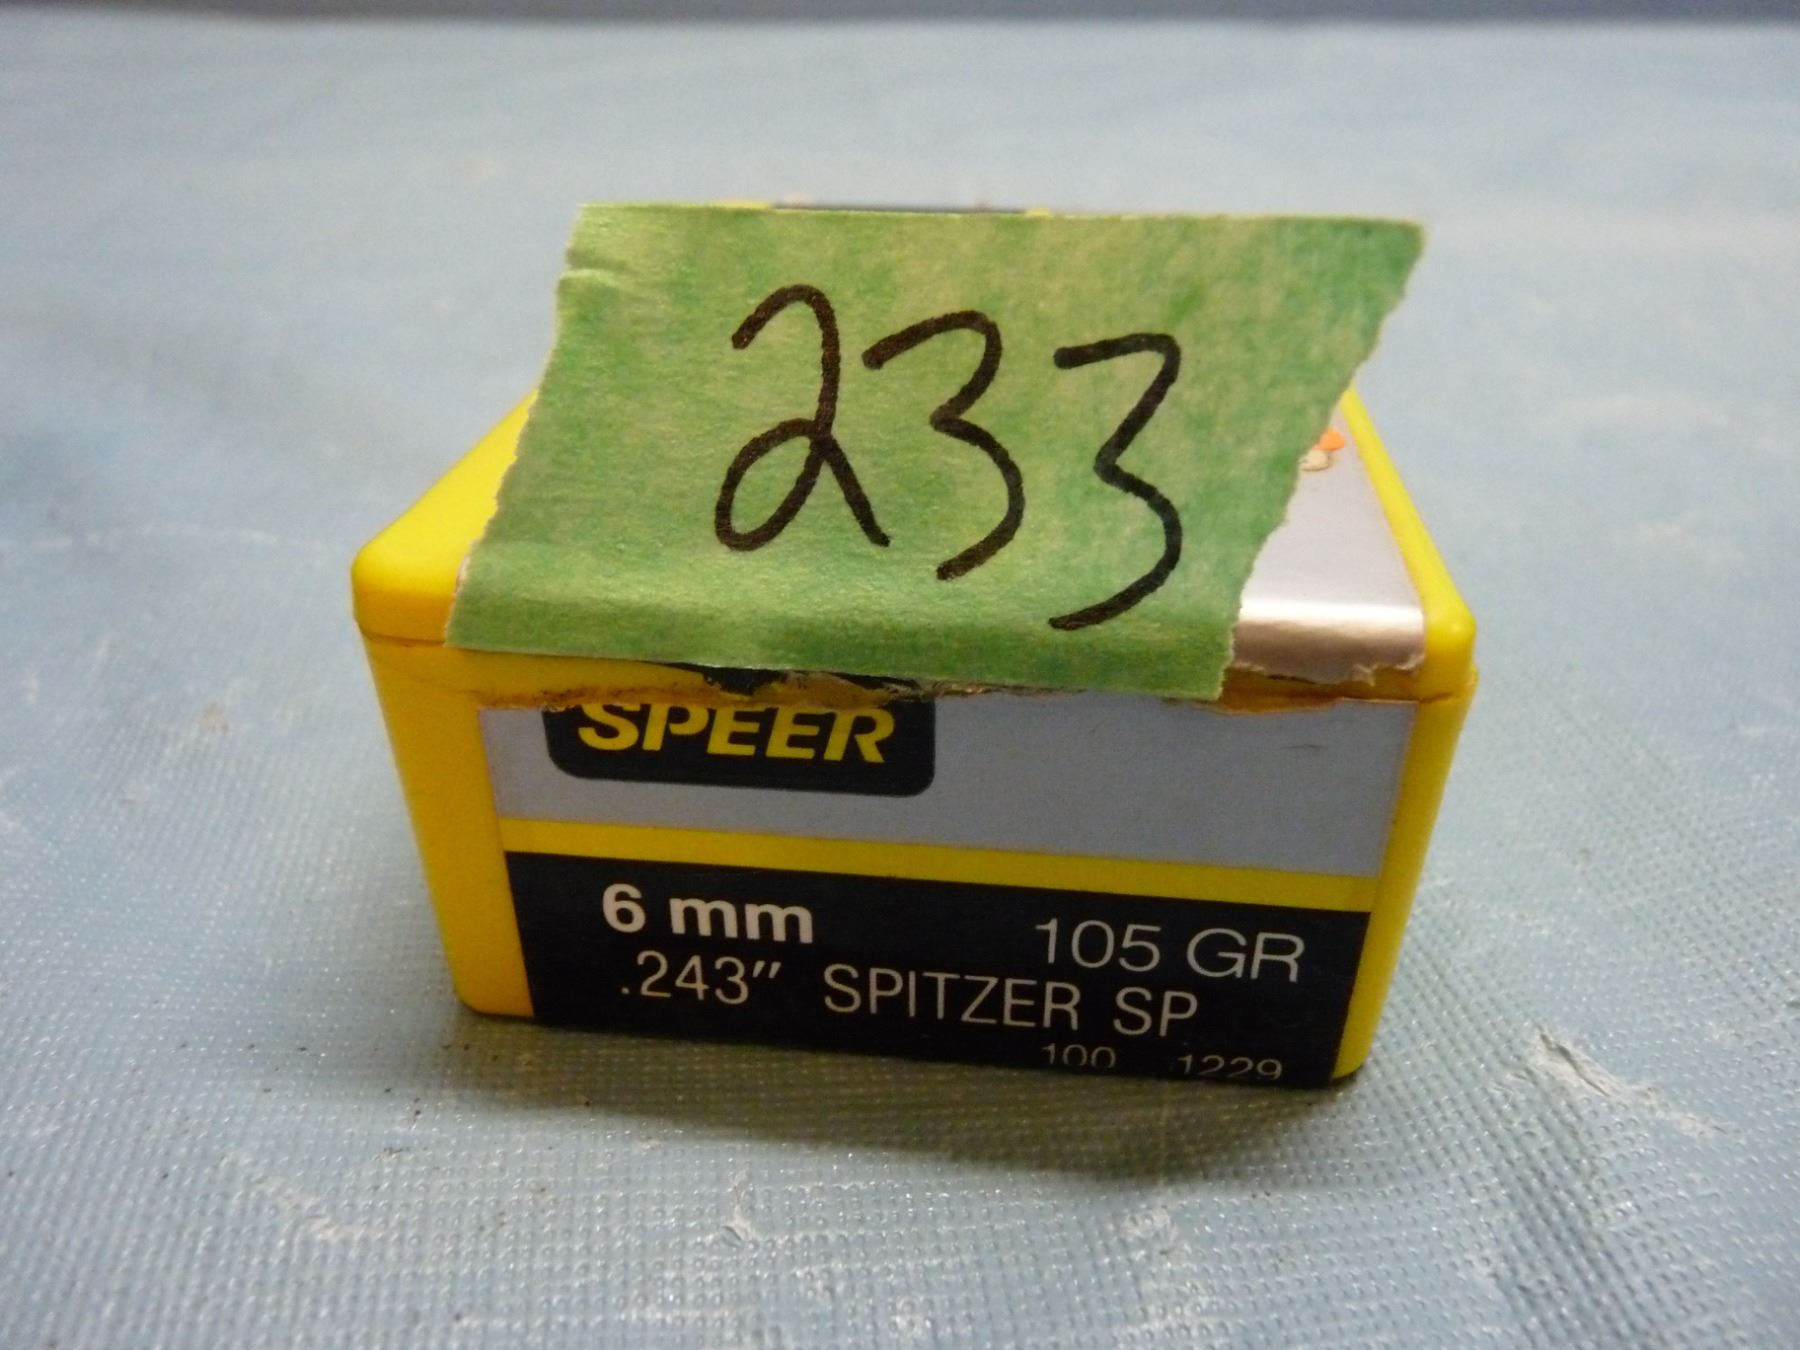 233
SPEER
6 mm 105 GR
.243" SPITZER SP
100 1229